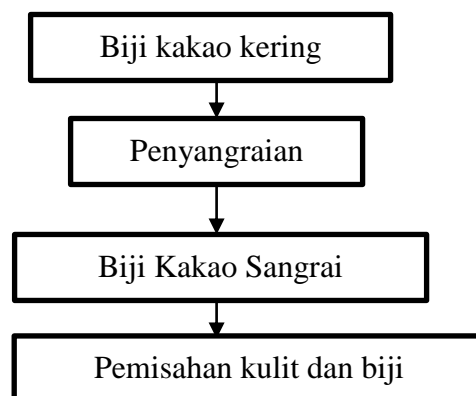 Biji kakao kering
Penyangraian
Biji Kakao Sangrai
Pemisahan kulit dan biji